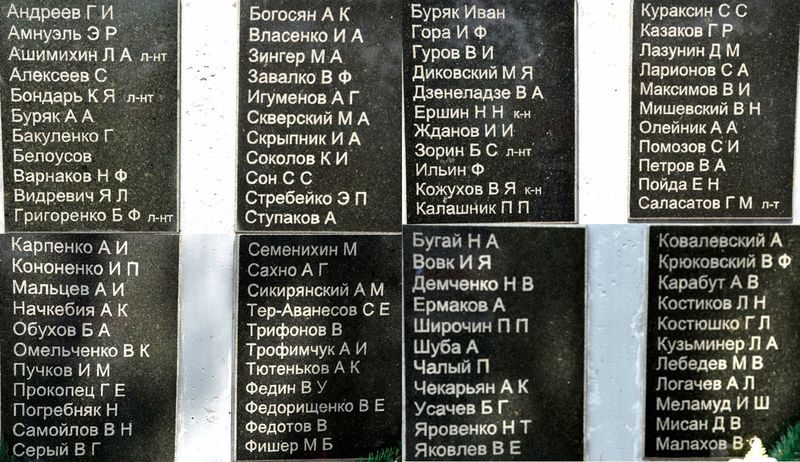 Андреев Г И
Амнуэль Э Р
Ашимихин Л А л-нт
Алексеев С
Бондарь К Я л-нт
Буряк А А
Бакуленко Г
Белоусов
Варнаков Н Ф
Видревич Я Л
Григоренко Б Ф л-нт
Богосян А К
Власенко И А
Зингер М А
Завалко В Ф
Игуменов А Г
Скверский М А
Скрыпник И А
Соколов К И
Сон С С
Стребейко Э П
Ступаков А
Буряк Иван
Гора И Ф
Гуров В И
Диковский М Я
Дзенеладзе В А
Ершин Н Н к-н
Жданов И И
Зорин Б С л-нт
Ильин Ф
Кожухов В Я к-н
Калашник П П
Кураксин С С
Казаков Г Р
Лазунин Д М
Ларионов С А
Максимов В И
Мишевский В Н
Олейник А А
Помозов С И
Петров В А
Пойда Е Н
Саласатов Г М л-т
Карпенко А И
Кононенко И П
Мальцев А И
Начкебия А К
Обухов Б А
Омельченко В К
Пучков И М
Прокопец Г Е
Погребняк Н
Самойлов В Н
Серый В Г
Семенихин М
Сахно А Г
Сикирянский А М
Тер-Аванесов С Е
Трифонов В
Трофимчук А И
Тютеньков А К
Федин В У
Федорищенко В Е
Федотов В
Фишер М Б
Бугай Н А
Вовк И Я
Демченко Н В
Ермаков А
Широчин П П
Шуба А
Чалый П
Чекарьян А К
Усачев Б Г
Яровенко Н Т
Яковлев В Е
Ковалевский А
Крюковский В Ф
Карабут А В
Костиков Л Н
Костюшко Г Л
Кузьминер Л А
Лебедев М В
Логачев А Л
Меламуд И Ш
Мисан Д В
Малахов В